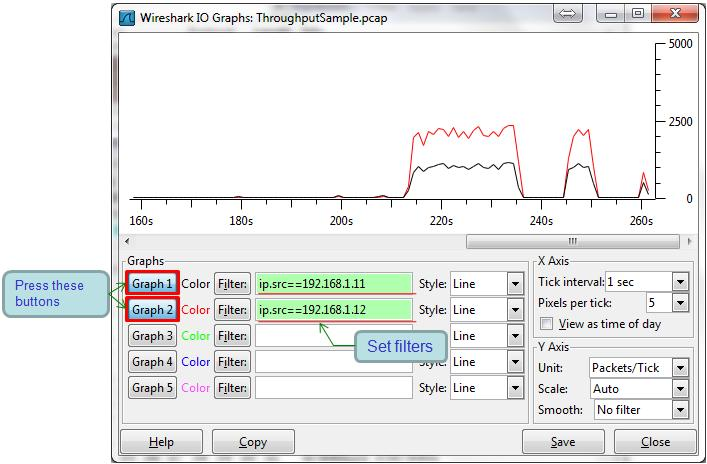 Wireshark IO Graphs: ThroughputSample.pcap
5000
2500
0
160s 180s 200s 220s 240s 260s
Graphs
Graph 1 Color Filter: ip.src==192.168.1.11 Style: Line
Graph 2 Color Filter: ip.src==192.168.1.12 Style: Line
Graph 3 Color Filter: Style: Line
Graph 4 Color Filter: Style: Line
Graph 5 Color Filter: Style: Line
Press these
buttons
Set filters
X Axis
Tick interval: 1 sec
Pixels per tick: 5
View as time of day
Y Axis
Unit: Packets/Tick
Scale: Auto
Smooth: No filter
Help Copy Save Close